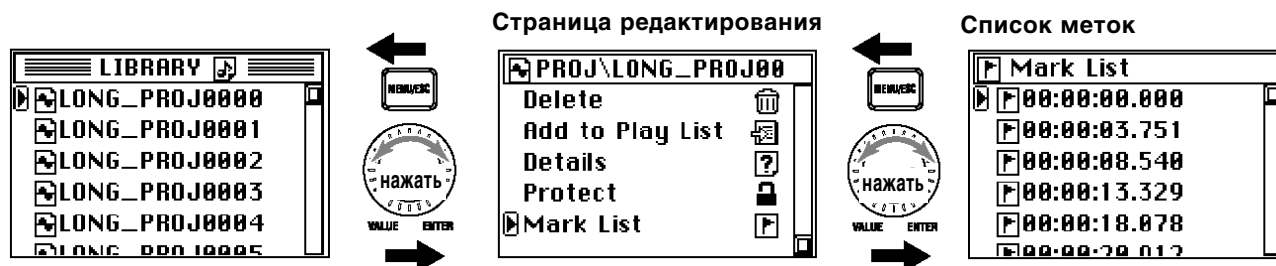 Страница редактирования
Список меток
LIBRARY
LONG_PROJ0000
LONG_PROJ0001
LONG_PROJ0002
LONG_PROJ0003
LONG_PROJ0004
MENU/ESC
нажать
VALUE ENTER
PROJ\LONG_PROJ00
Delete
Add to Play List
Details
?
Protect
Mark List
MENU/ESC
нажать
VALUE ENTER
Mark List
00:00:00.000
00:00:03.751
00:00:08.540
00:00:13.329
00:00:18.078